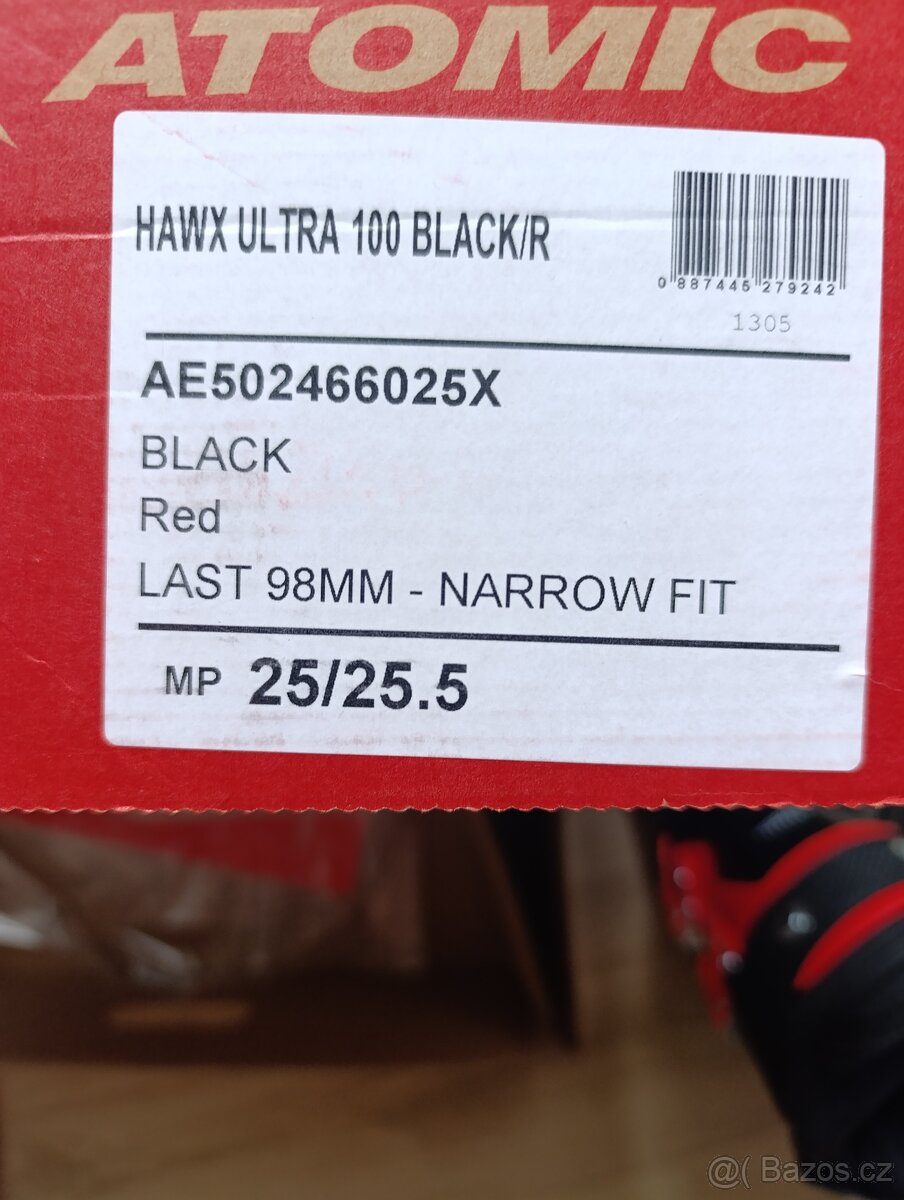 ATOMIC
HAWX ULTRA 100 BLACK/R
0 887445 279242
1305
AE502466025X
BLACK
Red
LAST 98MM - NARROW FIT
MP 25/25.5
@( Bazos.cz